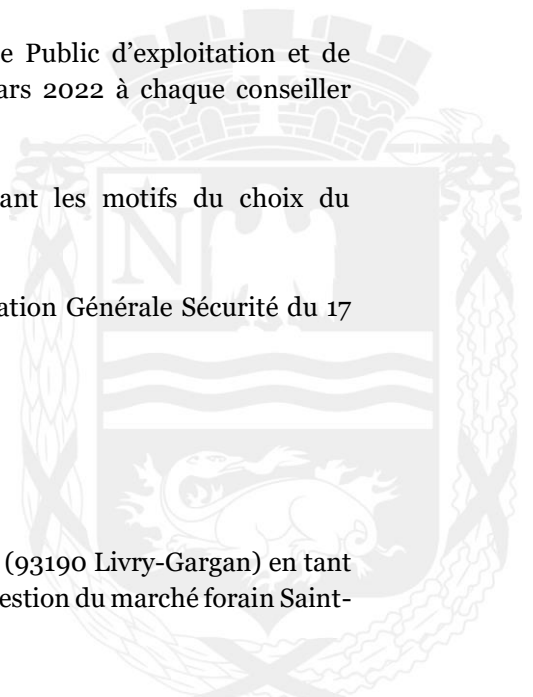 e Public d’exploitation et de
ars 2022 à chaque conseiller
ant les motifs du choix du
ation Générale Sécurité du 17
(93190 Livry-Gargan) en tant
estion du marché forain Saint-
N